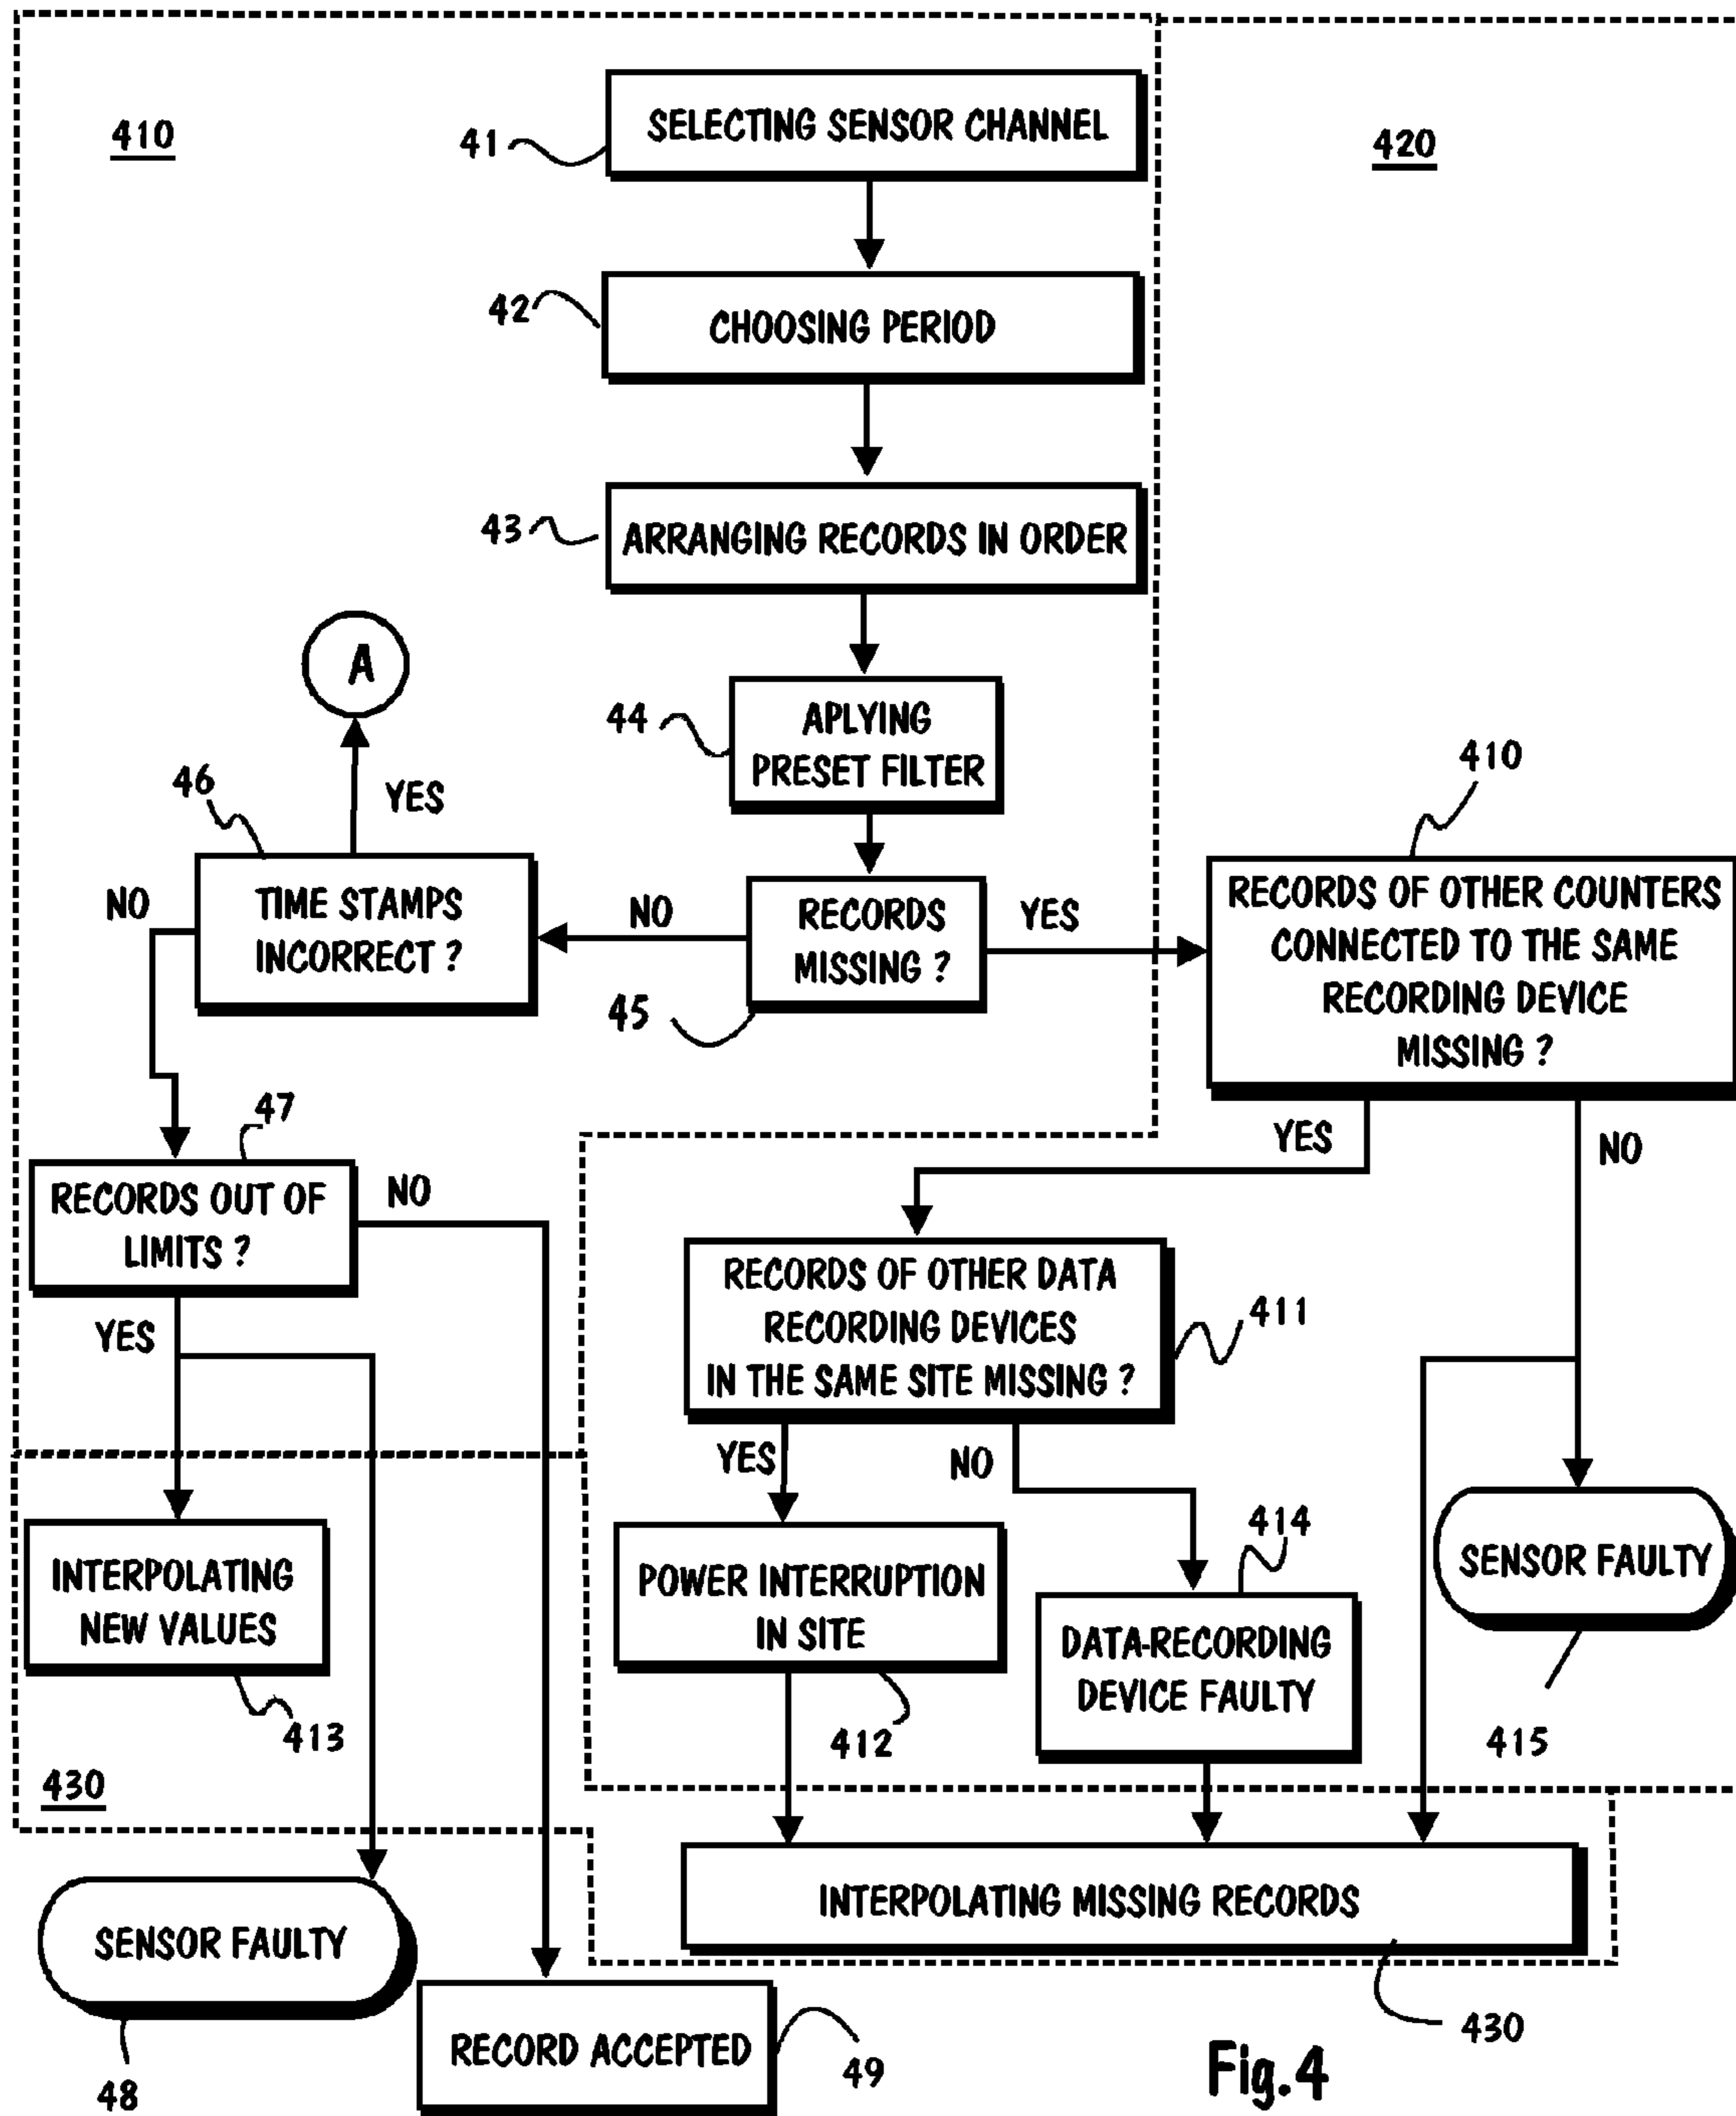 410
420
SELECTING SENSOR CHANNEL
41
CHOOSING PERIOD
42
ARRANGING RECORDS IN ORDER
43
A
APLYING
PRESET FILTER
44
46
YES
410
TIME STAMPS
INCORRECT ?
NO
NO
RECORDS
MISSING ?
YES
45
RECORDS OF OTHER COUNTERS
CONNECTED TO THE SAME
RECORDING DEVICE
MISSING ?
47
YES
NO
RECORDS OUT OF
LIMITS ?
NO
RECORDS OF OTHER DATA
RECORDING DEVICES
IN THE SAME SITE MISSING ?
411
YES
YES
NO
INTERPOLATING
NEW VALUES
413
POWER INTERRUPTION
IN SITE
412
414
DATA-RECORDING
DEVICE FAULTY
SENSOR FAULTY
415
430
INTERPOLATING MISSING RECORDS
430
SENSOR FAULTY
48
RECORD ACCEPTED
49
Fig.4